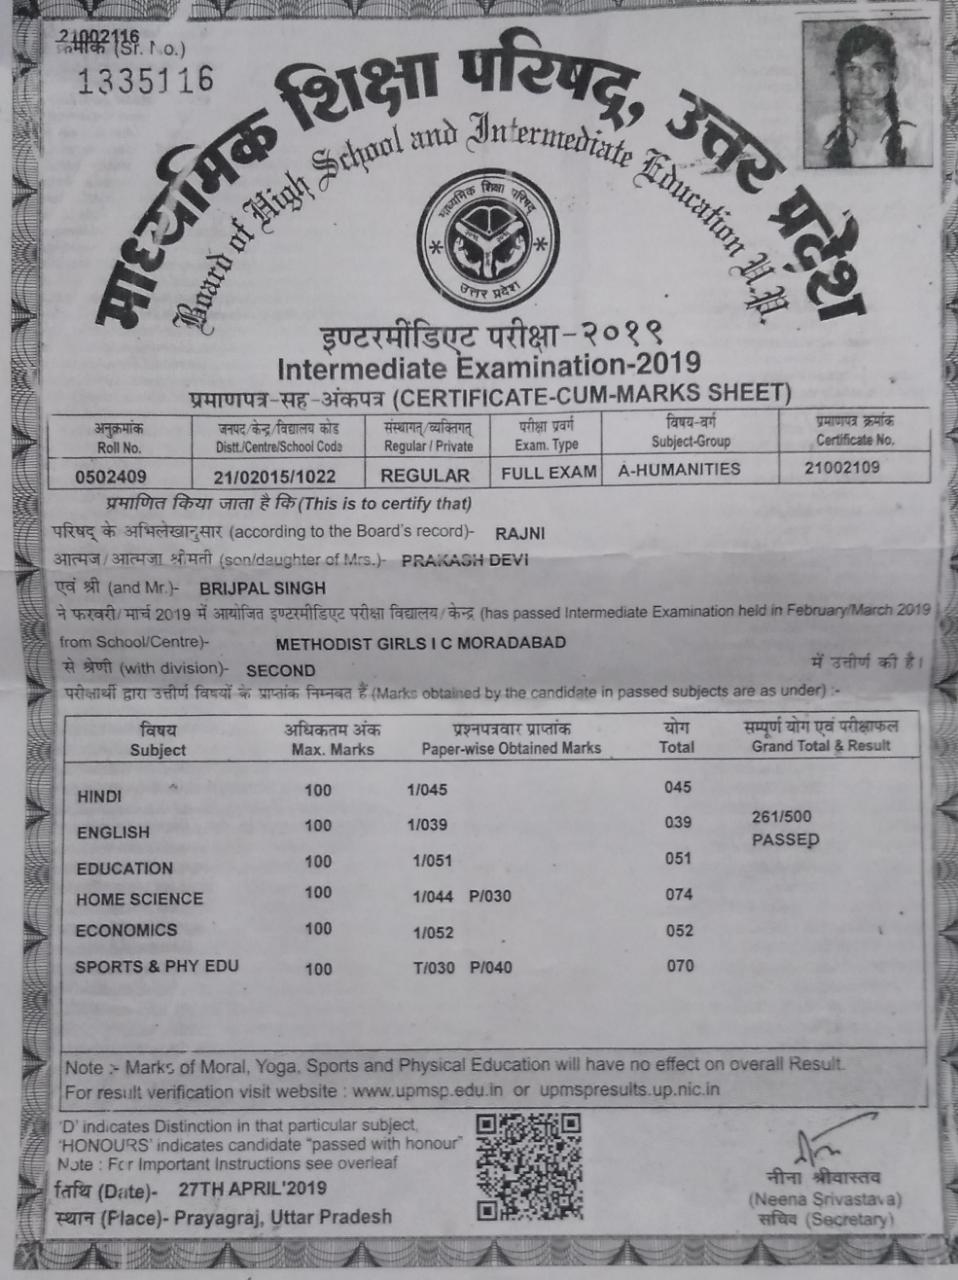 21002116
क्रमांक (Sr. No.)
1335116
माध्यमिक शिक्षा परिषद्, उत्तर प्रदेश
Board of High School and Intermediate Education U.P.
माध्यमिक शिक्षा परिषद्
उत्तर प्रदेश
इण्टरमीडिएट परीक्षा-२०१९
Intermediate Examination-2019
प्रमाणपत्र-सह-अंकपत्र (CERTIFICATE-CUM-MARKS SHEET)
अनुक्रमांक जनपद/केन्द्र/विद्यालय कोड संस्थागत्/व्यक्तिगत् परीक्षा प्रवर्ग विषय-वर्ग प्रमाणपत्र क्रमांक
Roll No. Distt./Centre/School Code Regular / Private Exam. Type Subject-Group Certificate No.
0502409 21/02015/1022 REGULAR FULL EXAM A-HUMANITIES 21002109
प्रमाणित किया जाता है कि (This is to certify that)
परिषद् के अभिलेखानुसार (according to the Board's record)- RAJNI
आत्मज/आत्मजा श्रीमती (son/daughter of Mrs.)- PRAKASH DEVI
एवं श्री (and Mr.)- BRIJPAL SINGH
ने फरवरी/मार्च 2019 में आयोजित इण्टरमीडिएट परीक्षा विद्यालय/केन्द्र (has passed Intermediate Examination held in February/March 2019
from School/Centre)- METHODIST GIRLS I C MORADABAD
से श्रेणी (with division)- SECOND में उत्तीर्ण की है।
परीक्षार्थी द्वारा उत्तीर्ण विषयों के प्राप्तांक निम्नवत हैं (Marks obtained by the candidate in passed subjects are as under) :-
विषय अधिकतम अंक प्रश्नपत्रवार प्राप्तांक योग सम्पूर्ण योग एवं परीक्षाफल
Subject Max. Marks Paper-wise Obtained Marks Total Grand Total & Result
HINDI 100 1/045 045
ENGLISH 100 1/039 039 261/500
PASSED
EDUCATION 100 1/051 051
HOME SCIENCE 100 1/044 P/030 074
ECONOMICS 100 1/052 052
SPORTS & PHY EDU 100 T/030 P/040 070
Note :- Marks of Moral, Yoga, Sports and Physical Education will have no effect on overall Result.
For result verification visit website : www.upmsp.edu.in or upmspresults.up.nic.in
'D' indicates Distinction in that particular subject,
'HONOURS' indicates candidate "passed with honour"
Note : For Important Instructions see overleaf
तिथि (Date)- 27TH APRIL'2019
स्थान (Place)- Prayagraj, Uttar Pradesh
नीना श्रीवास्तव
(Neena Srivastava)
सचिव (Secretary)